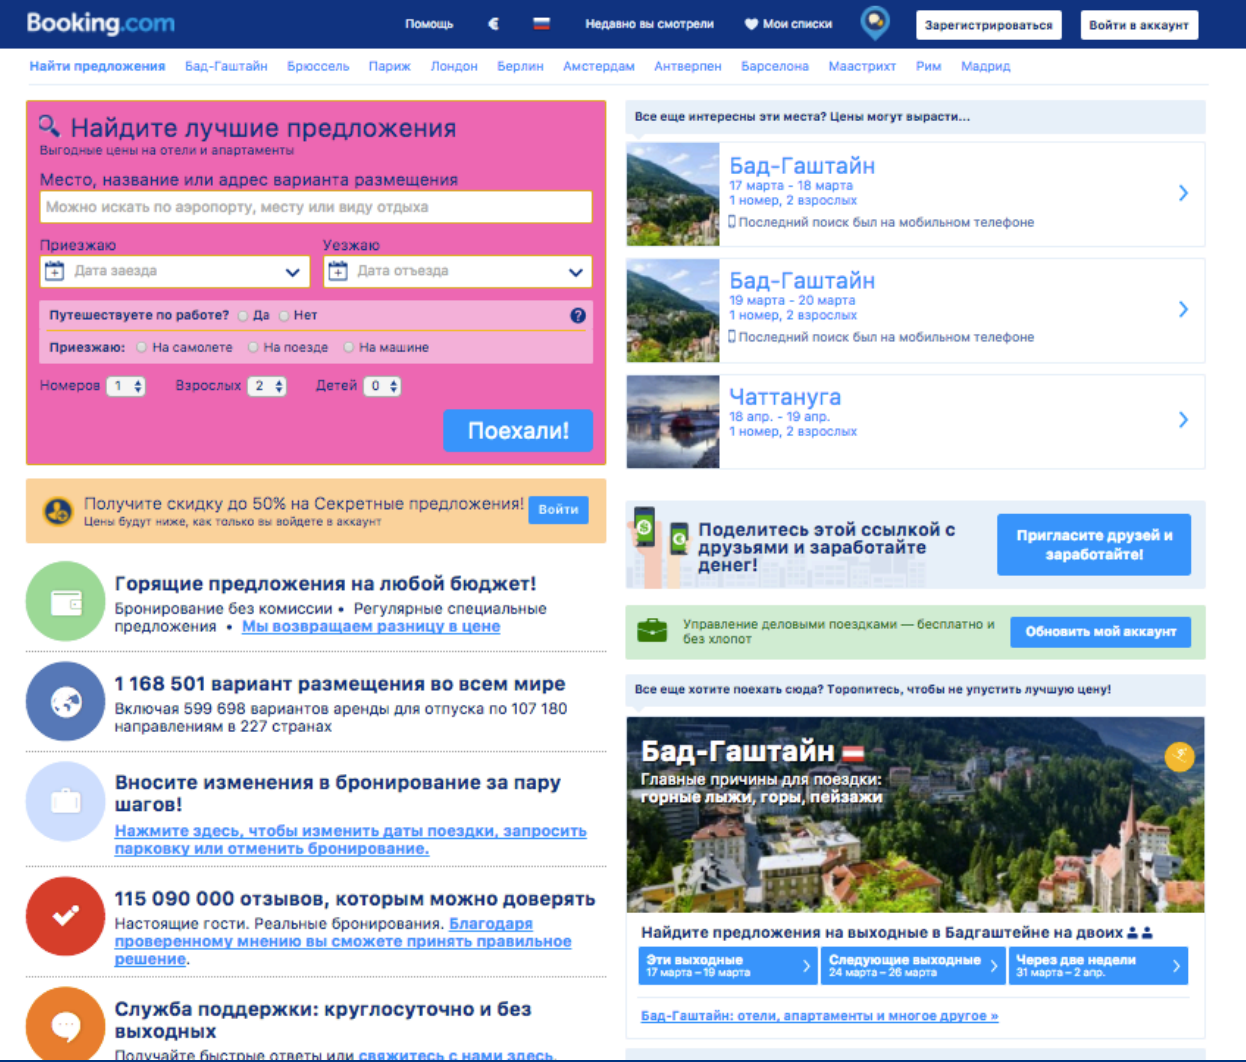 Booking.com
Помощь € Недавно вы смотрели Мои списки Зарегистрироваться Войти в аккаунт
Найти предложения Бад-Гаштайн Брюссель Париж Лондон Берлин Амстердам Антверпен Барселона Маастрихт Рим Мадрид
Найдите лучшие предложения
Выгодные цены на отели и апартаменты
Место, название или адрес варианта размещения
Можно искать по аэропорту, месту или виду отдыха
Приезжаю Уезжаю
Дата заезда Дата отъезда
Путешествуете по работе? Да Нет ?
Приезжаю: На самолете На поезде На машине
Номеров 1 Взрослых 2 Детей 0
Поехали!
Получите скидку до 50% на Секретные предложения!
Цены будут ниже, как только вы войдете в аккаунт
Войти
Горящие предложения на любой бюджет!
Бронирование без комиссии • Регулярные специальные
предложения • Мы возвращаем разницу в цене
1 168 501 вариант размещения во всем мире
Включая 599 698 вариантов аренды для отпуска по 107 180
направлениям в 227 странах
Вносите изменения в бронирование за пару
шагов!
Нажмите здесь, чтобы изменить даты поездки, запросить
парковку или отменить бронирование.
115 090 000 отзывов, которым можно доверять
Настоящие гости. Реальные бронирования. Благодаря
проверенному мнению вы сможете принять правильное
решение.
Служба поддержки: круглосуточно и без
выходных
Получайте быстрые ответы или свяжитесь с нами здесь.
Все еще интересны эти места? Цены могут вырасти...
Бад-Гаштайн
17 марта - 18 марта
1 номер, 2 взрослых
Последний поиск был на мобильном телефоне
Бад-Гаштайн
19 марта - 20 марта
1 номер, 2 взрослых
Последний поиск был на мобильном телефоне
Чаттануга
18 апр. - 19 апр.
1 номер, 2 взрослых
$ €
Поделитесь этой ссылкой с
друзьями и заработайте
денег!
Пригласите друзей и
заработайте!
Управление деловыми поездками — бесплатно и
без хлопот
Обновить мой аккаунт
Все еще хотите поехать сюда? Торопитесь, чтобы не упустить лучшую цену!
Бад-Гаштайн
Главные причины для поездки:
горные лыжи, горы, пейзажи
Найдите предложения на выходные в Бадгаштейне на двоих
Эти выходные Следующие выходные Через две недели
17 марта – 19 марта 24 марта – 26 марта 31 марта – 2 апр.
Бад-Гаштайн: отели, апартаменты и многое другое »